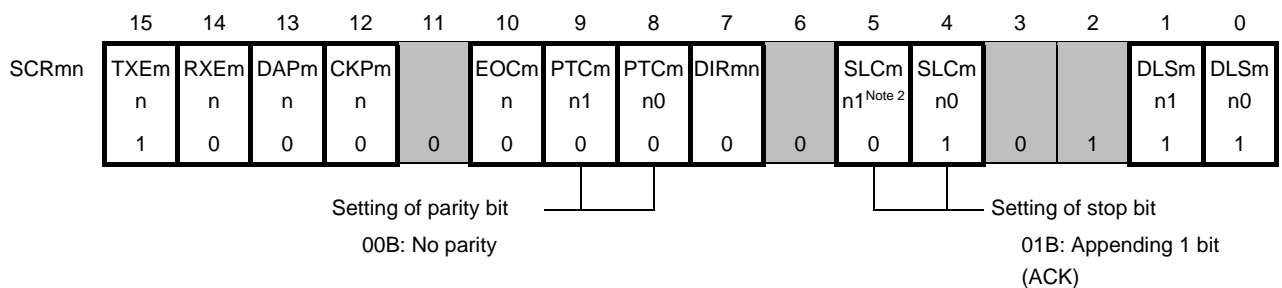 15 14 13 12 11 10 9 8 7 6 5 4 3 2 1 0
SCRmn TXEm RXEm DAPm CKPm EOCm PTCm PTCm DIRmn SLCm SLCm DLSm DLSm
n n n n n n1 n0 n1 Note 2 n0 n1 n0
1 0 0 0 0 0 0 0 0 0 1 0 1 1 1
Setting of parity bit Setting of stop bit
00B: No parity 01B: Appending 1 bit
(ACK)